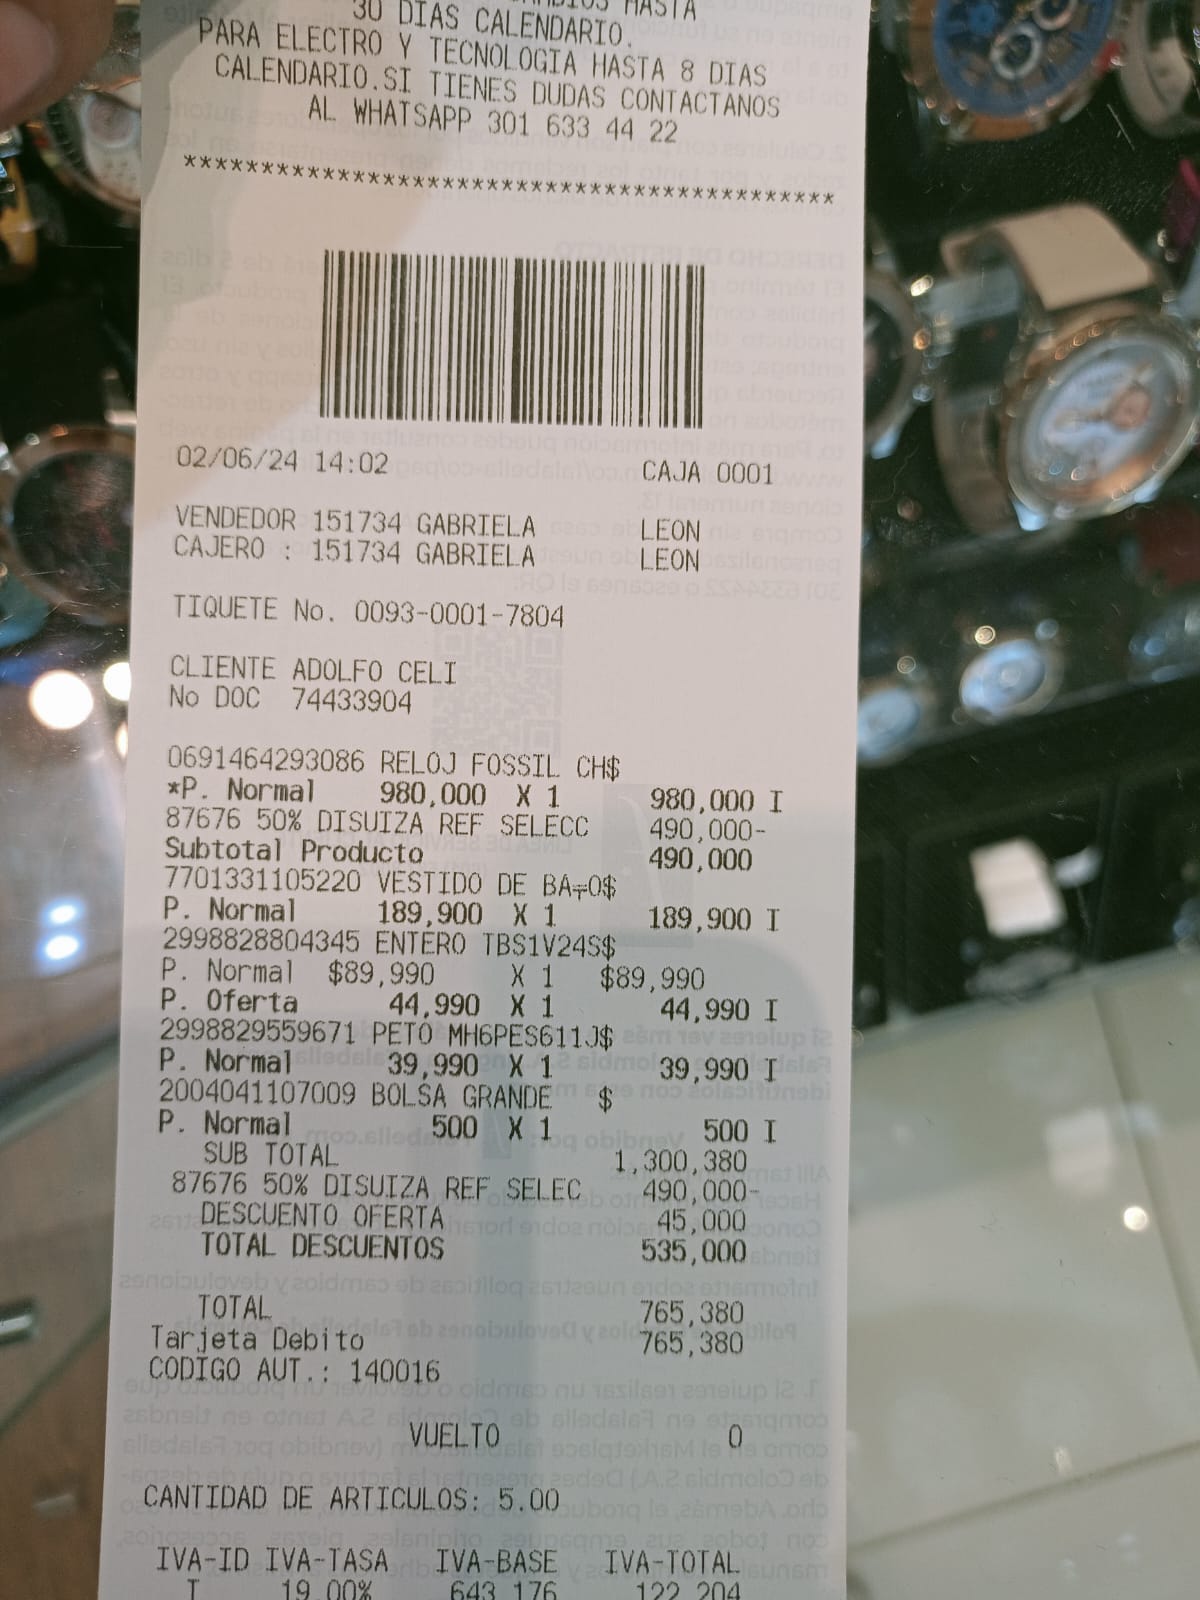 HASTA
30 DIAS CALENDARIO.
PARA ELECTRO Y TECNOLOGIA HASTA 8 DIAS
CALENDARIO.SI TIENES DUDAS CONTACTANOS
AL WHATSAPP 301 633 44 22
*******************************************
02/06/24 14:02 CAJA 0001
VENDEDOR 151734 GABRIELA LEON
CAJERO : 151734 GABRIELA LEON
TIQUETE No. 0093-0001-7804
CLIENTE ADOLFO CELI
No DOC 74433904
0691464293086 RELOJ FOSSIL CH$
*P. Normal 980,000 X 1 980,000 I
87676 50% DISUIZA REF SELECC 490,000-
Subtotal Producto 490,000
7701331105220 VESTIDO DE BA╤O$
P. Normal 189,900 X 1 189,900 I
2998828804345 ENTERO TBS1V24S$
P. Normal $89,990 X 1 $89,990
P. Oferta 44,990 X 1 44,990 I
2998829559671 PETO MH6PES611J$
P. Normal 39,990 X 1 39,990 I
2004041107009 BOLSA GRANDE $
P. Normal 500 X 1 500 I
SUB TOTAL 1,300,380
87676 50% DISUIZA REF SELEC 490,000-
DESCUENTO OFERTA 45,000
TOTAL DESCUENTOS 535,000
TOTAL 765,380
Tarjeta Debito 765,380
CODIGO AUT.: 140016
VUELTO 0
CANTIDAD DE ARTICULOS: 5.00
IVA-ID IVA-TASA IVA-BASE IVA-TOTAL
I 19.00% 643,176 122,204